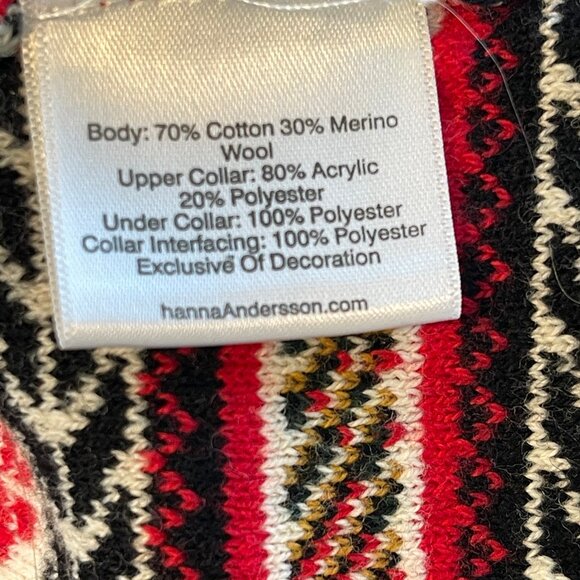 Body: 70% Cotton 30% Merino
Wool
Upper Collar: 80% Acrylic
20% Polyester
Under Collar: 100% Polyester
Collar Interfacing: 100% Polyester
Exclusive Of Decoration
hannaAndersson.com